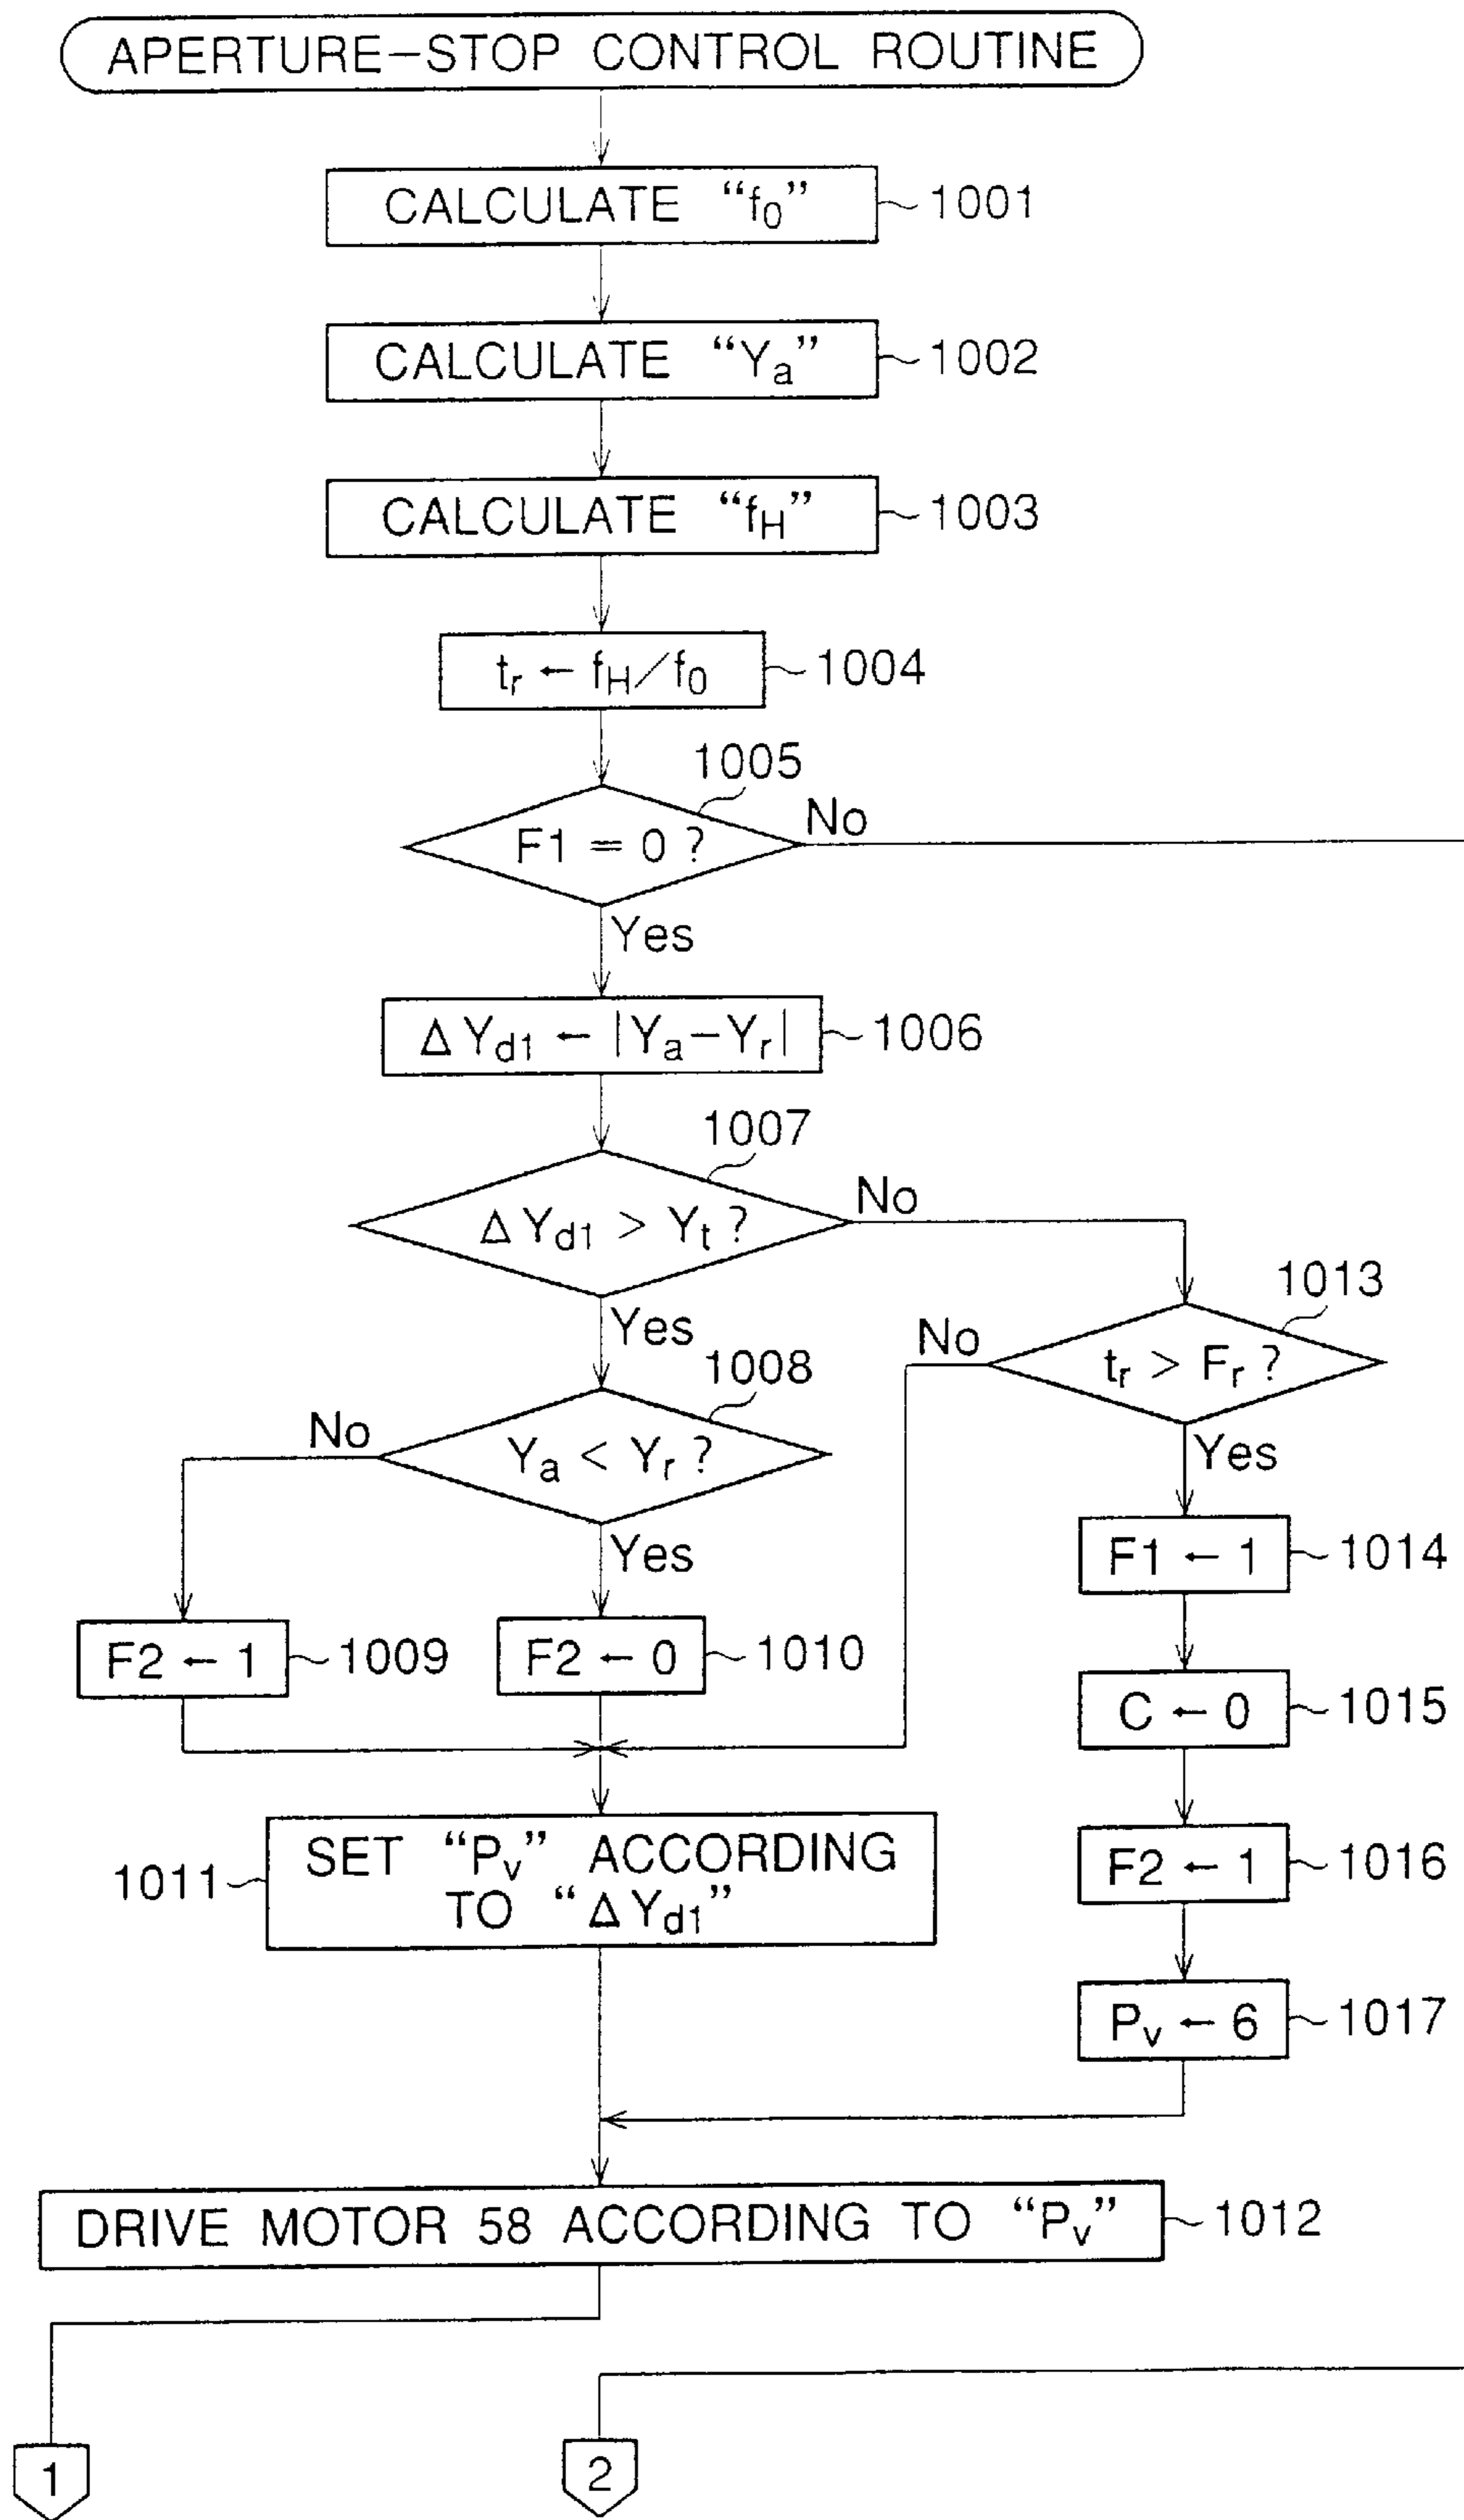 APERTURE-STOP CONTROL ROUTINE
CALCULATE “f0” 1001
CALCULATE “Ya” 1002
CALCULATE “fH” 1003
tr ← fH/f0 1004
1005
F1 = 0 ?
No
Yes
ΔYd1 ← |Ya-Yr| 1006
1007
ΔYd1 > Yt ?
No
Yes
1013
tr > Fr ?
No
Yes
1008
Ya < Yr ?
No
Yes
F1 ← 1 1014
F2 ← 1 1009
F2 ← 0 1010
C ← 0 1015
1011
SET “Pv” ACCORDING
TO “ΔYd1”
F2 ← 1 1016
Pv ← 6 1017
DRIVE MOTOR 58 ACCORDING TO “Pv” 1012
1
2